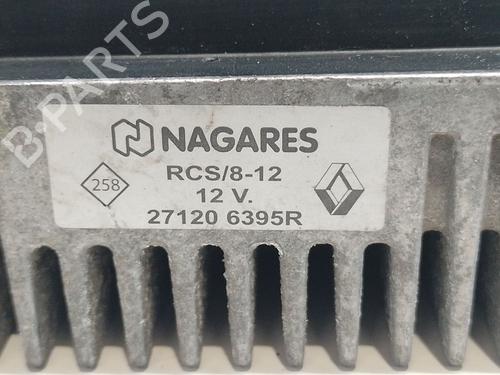 B-PARTS
NAGARES
RCS/8-12
258
12 V.
27120 6395R